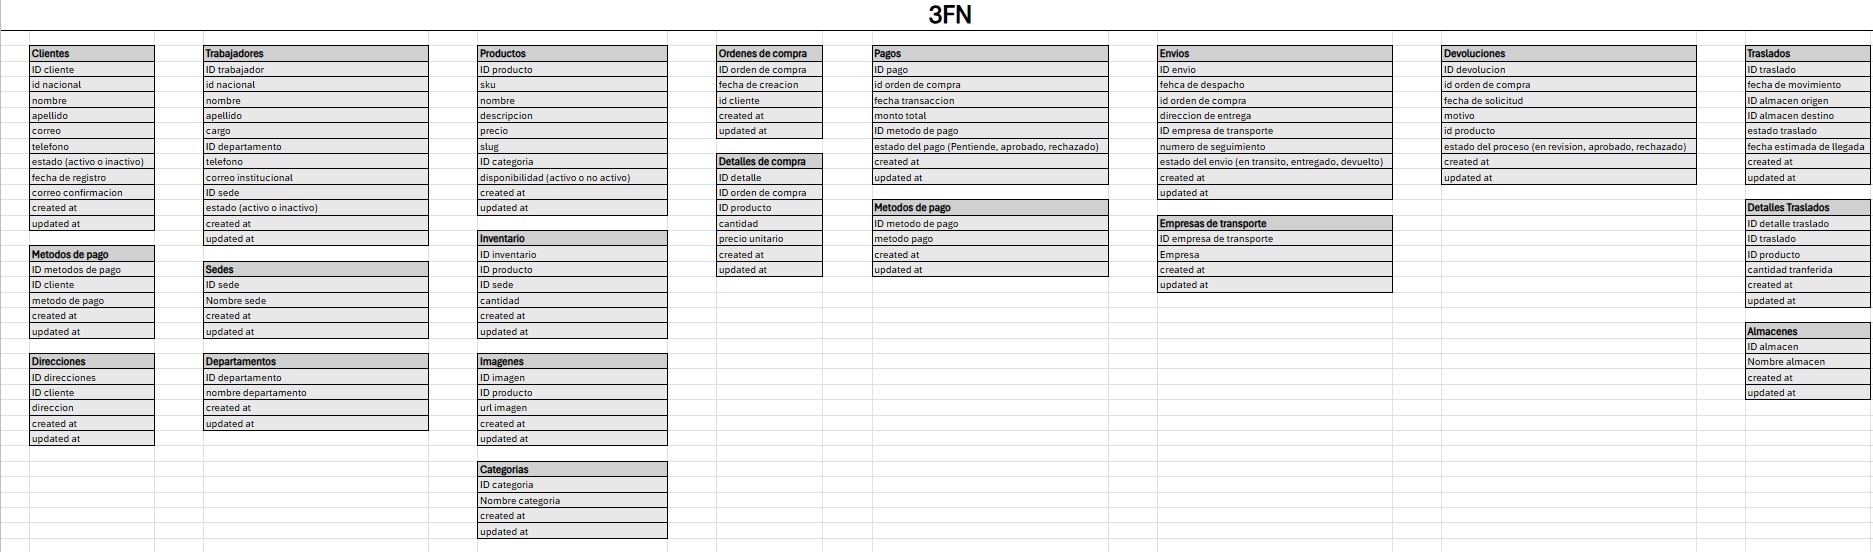 3FN
Clientes
ID cliente
id nacional
nombre
apellido
correo
telefono
estado (activo o inactivo)
fecha de registro
correo confirmacion
created at
updated at
Metodos de pago
ID metodos de pago
ID cliente
metodo de pago
created at
updated at
Direcciones
ID direcciones
ID cliente
direccion
created at
updated at
Trabajadores
ID trabajador
id nacional
nombre
apellido
cargo
ID departamento
telefono
correo institucional
ID sede
estado (activo o inactivo)
created at
updated at
Sedes
ID sede
Nombre sede
created at
updated at
Departamentos
ID departamento
nombre departamento
created at
updated at
Productos
ID producto
sku
nombre
descripcion
precio
slug
ID categoria
disponibilidad (activo o no activo)
created at
updated at
Inventario
ID inventario
ID producto
ID sede
cantidad
created at
updated at
Imagenes
ID imagen
ID producto
url imagen
created at
updated at
Categorias
ID categoria
Nombre categoria
created at
updated at
Ordenes de compra
ID orden de compra
fecha de creacion
id cliente
created at
updated at
Detalles de compra
ID detalle
ID orden de compra
ID producto
cantidad
precio unitario
created at
updated at
Pagos
ID pago
id orden de compra
fecha transaccion
monto total
ID metodo de pago
estado del pago (Pentiende, aprobado, rechazado)
created at
updated at
Metodos de pago
ID metodo de pago
metodo pago
created at
updated at
Envios
ID envio
fehca de despacho
id orden de compra
direccion de entrega
ID empresa de transporte
numero de seguimiento
estado del envio (en transito, entregado, devuelto)
created at
updated at
Empresas de transporte
ID empresa de transporte
Empresa
created at
updated at
Devoluciones
ID devolucion
id orden de compra
fecha de solicitud
motivo
id producto
estado del proceso (en revision, aprobado, rechazado)
created at
updated at
Traslados
ID traslado
fecha de movimiento
ID almacen origen
ID almacen destino
estado traslado
fecha estimada de llegada
created at
updated at
Detalles Traslados
ID detalle traslado
ID traslado
ID producto
cantidad tranferida
created at
updated at
Almacenes
ID almacen
Nombre almacen
created at
updated at